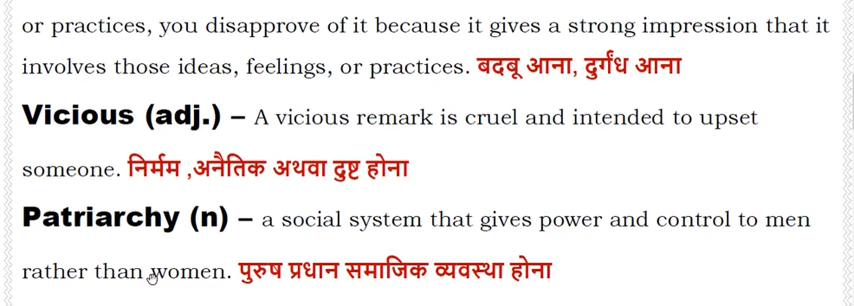 or practices, you disapprove of it because it gives a strong impression that it
involves those ideas, feelings, or practices. बदबू आना, दुर्गंध आना
Vicious (adj.) – A vicious remark is cruel and intended to upset
someone. निर्मम ,अनैतिक अथवा दुष्ट होना
Patriarchy (n) – a social system that gives power and control to men
rather than women. पुरुष प्रधान समाजिक व्यवस्था होना